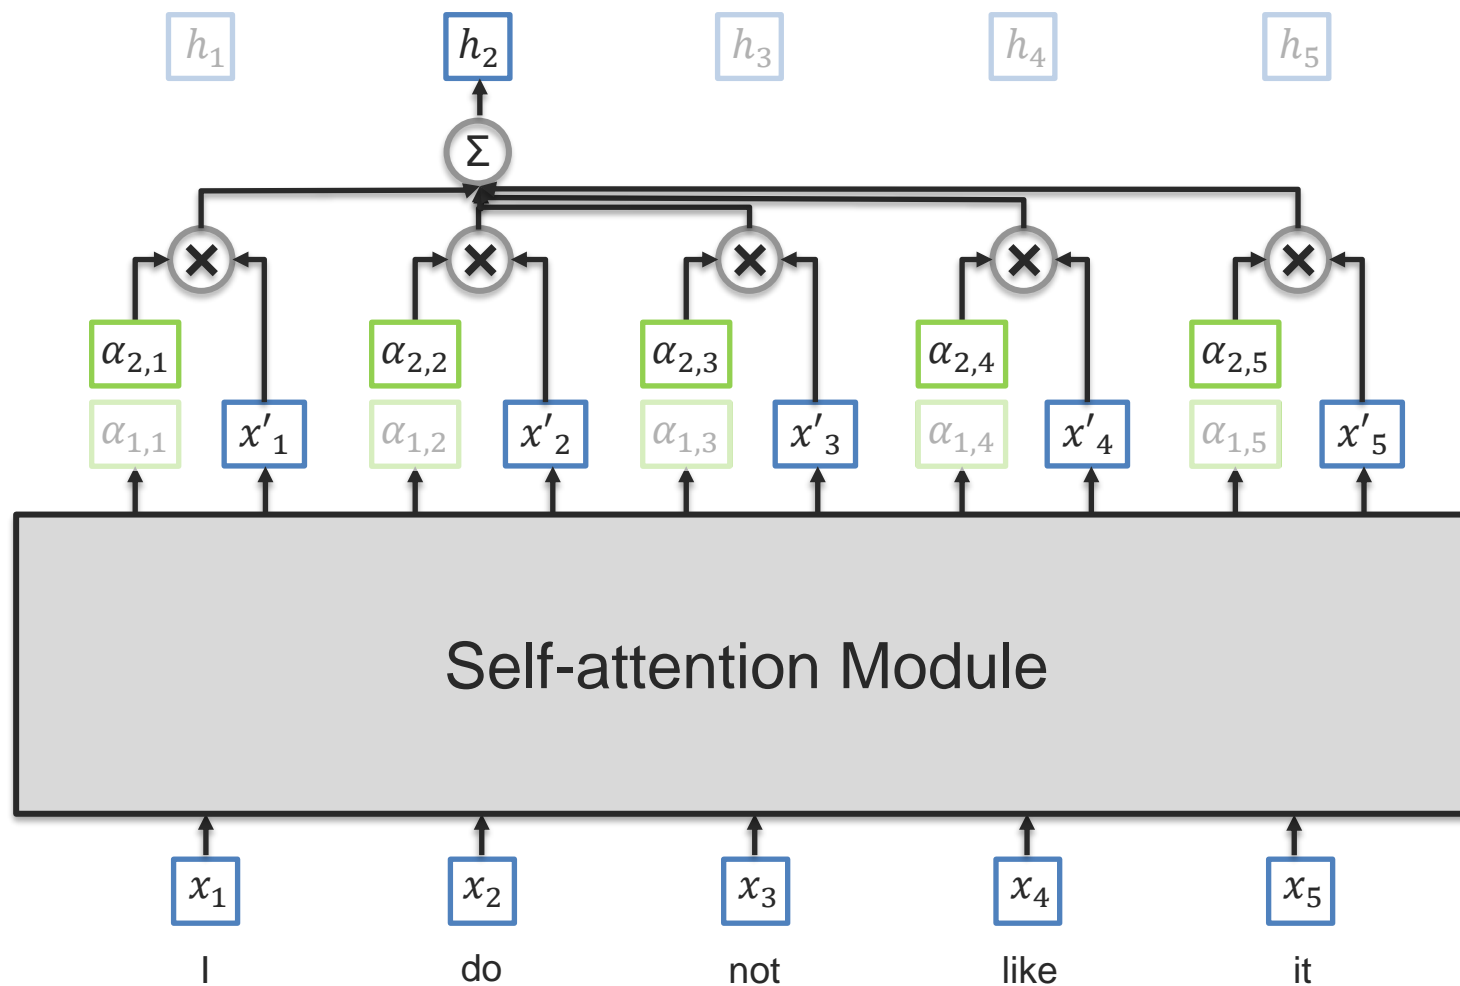 h₁ h₂ h₃ h₄ h₅
Σ
α₂,₁ α₂,₂ α₂,₃ α₂,₄ α₂,₅
α₁,₁ x′₁ α₁,₂ x′₂ α₁,₃ x′₃ α₁,₄ x′₄ α₁,₅ x′₅
Self-attention Module
x₁ x₂ x₃ x₄ x₅
I do not like it